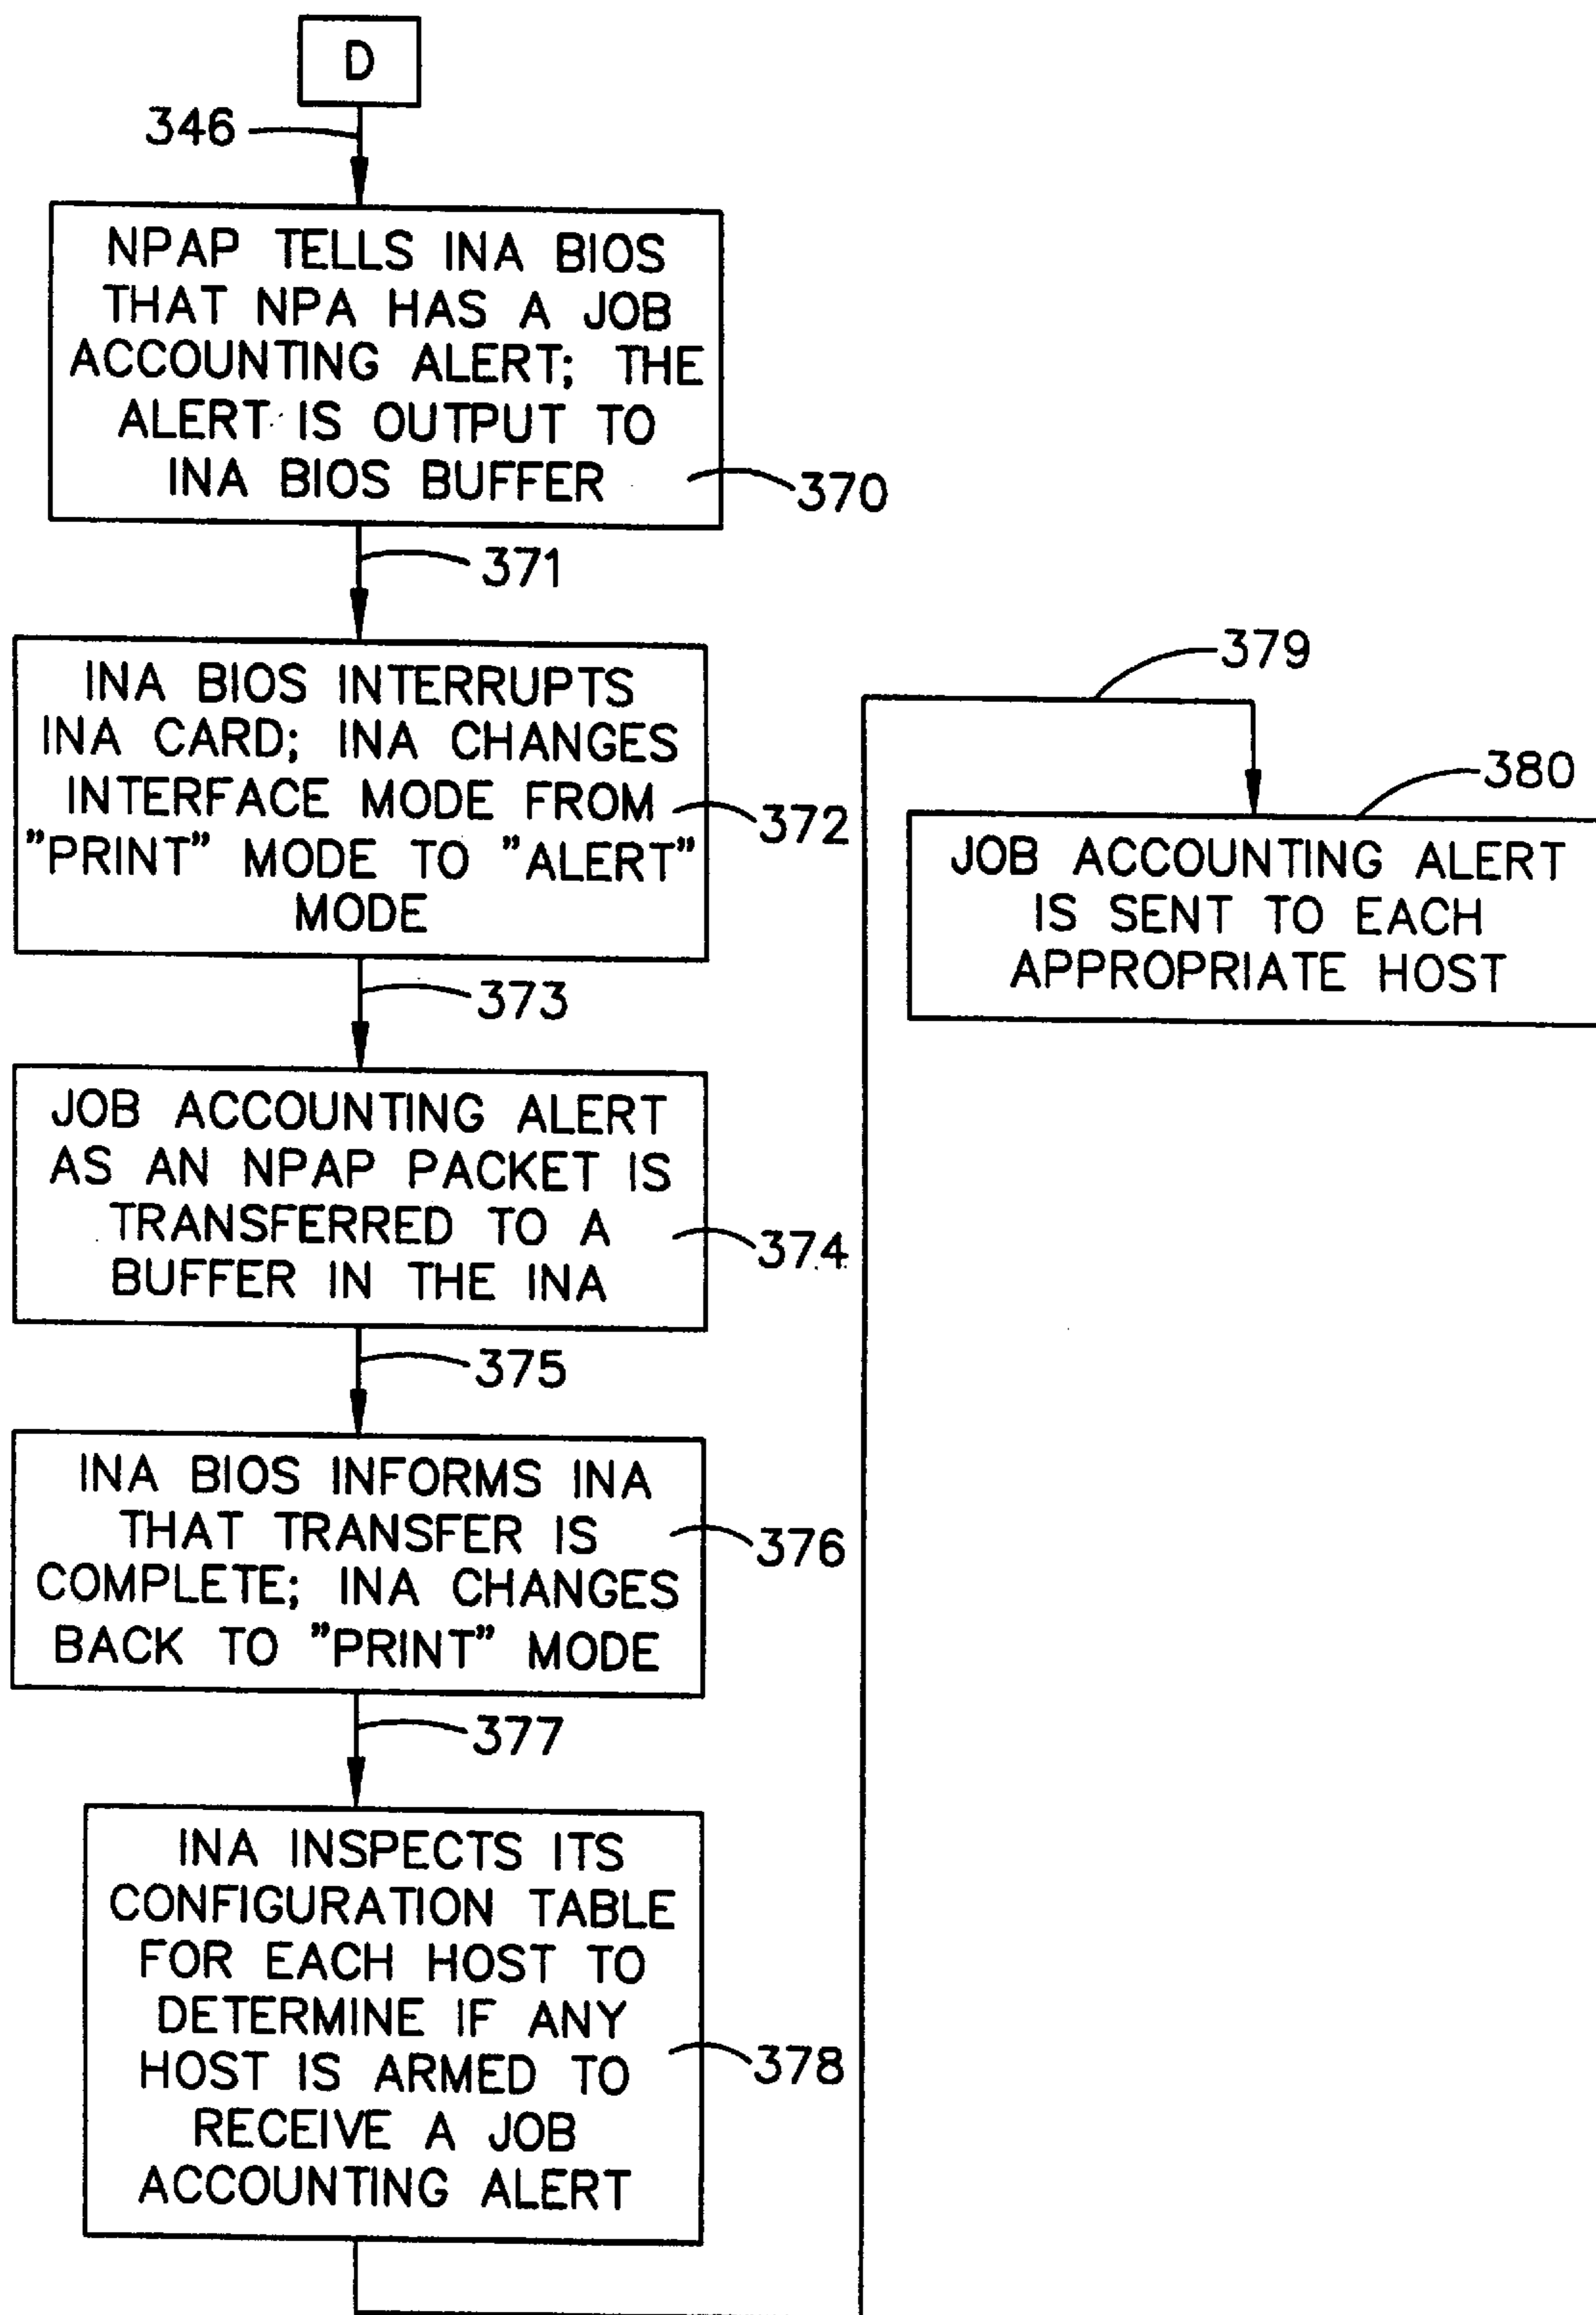 D
346
NPAP TELLS INA BIOS
THAT NPA HAS A JOB
ACCOUNTING ALERT; THE
ALERT IS OUTPUT TO
INA BIOS BUFFER
370
371
INA BIOS INTERRUPTS
INA CARD; INA CHANGES
INTERFACE MODE FROM
"PRINT" MODE TO "ALERT"
MODE
372
373
JOB ACCOUNTING ALERT
AS AN NPAP PACKET IS
TRANSFERRED TO A
BUFFER IN THE INA
374
375
INA BIOS INFORMS INA
THAT TRANSFER IS
COMPLETE; INA CHANGES
BACK TO "PRINT" MODE
376
377
INA INSPECTS ITS
CONFIGURATION TABLE
FOR EACH HOST TO
DETERMINE IF ANY
HOST IS ARMED TO
RECEIVE A JOB
ACCOUNTING ALERT
378
379
380
JOB ACCOUNTING ALERT
IS SENT TO EACH
APPROPRIATE HOST